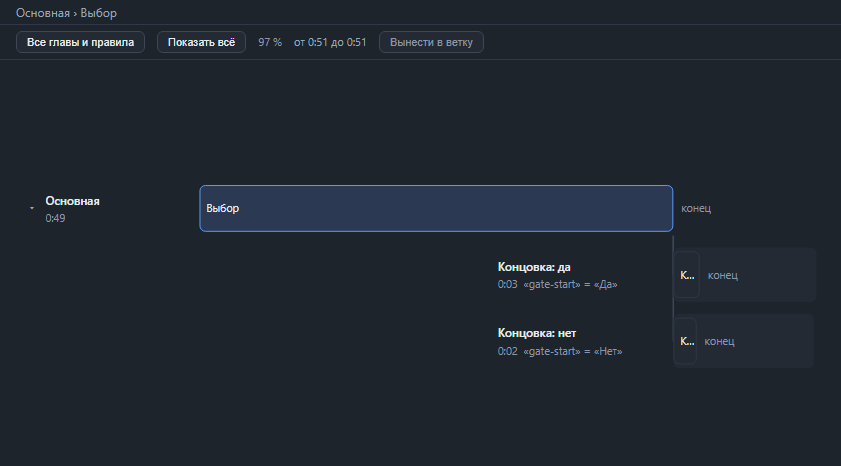 Основная › Выбор
Все главы и правила Показать всё 97 % от 0:51 до 0:51 Вынести в ветку
Основная
0:49
Выбор
конец
Концовка: да
0:03 «gate-start» = «Да»
К...
конец
Концовка: нет
0:02 «gate-start» = «Нет»
К...
конец